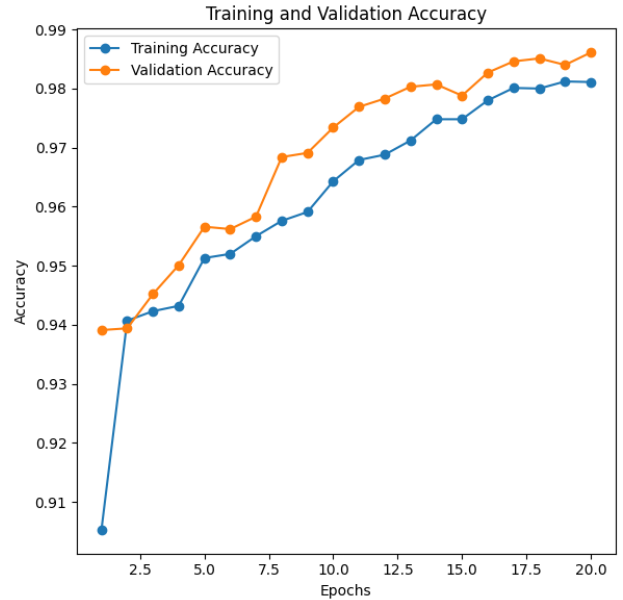 Training and Validation Accuracy
Training Accuracy
Validation Accuracy
0.99
0.98
0.97
0.96
0.95
0.94
0.93
0.92
0.91
Accuracy
2.5 5.0 7.5 10.0 12.5 15.0 17.5 20.0
Epochs